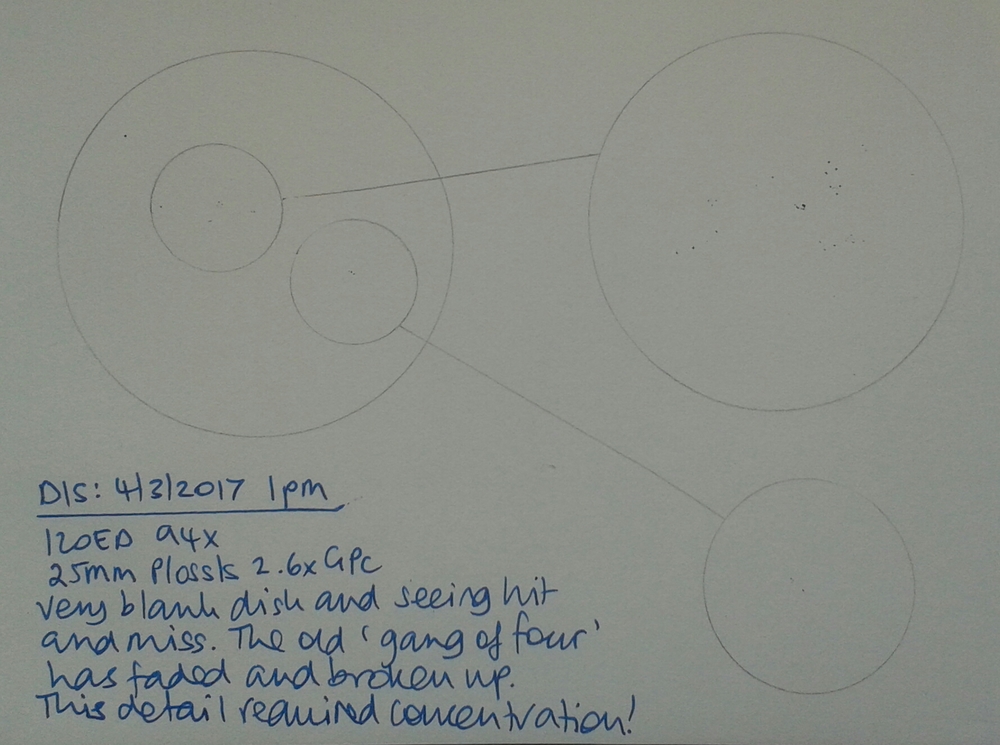 D/S: 4/3/2017 1pm
120ED 94x
25mm Plossls 2.6x GPC
very blank disk and seeing hit
and miss. The old 'gang of four'
has faded and broken up.
This detail required concentration!